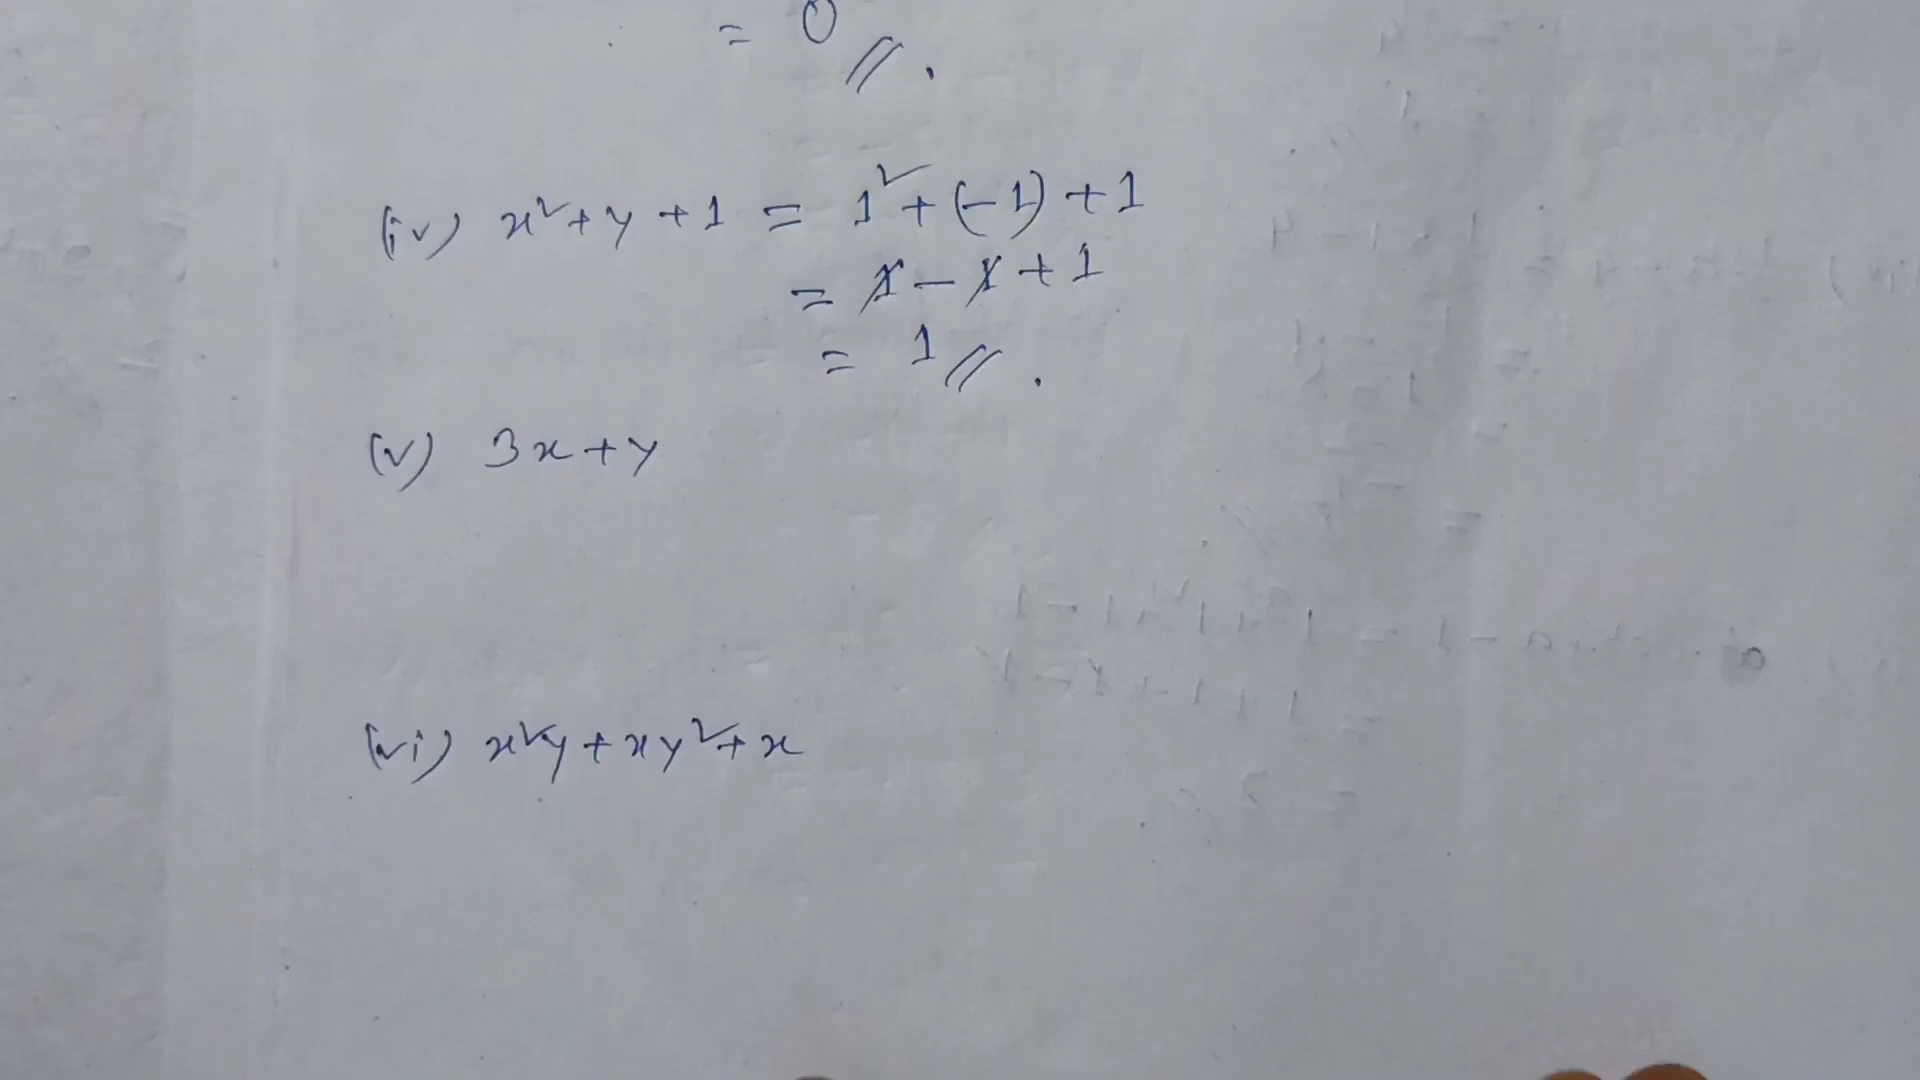 = 0 //.
(iv) x² + y + 1 = 1² + (-1) + 1
= 1 - 1 + 1
= 1 //.
(v) 3x + y
(vi) x²y + xy² + x